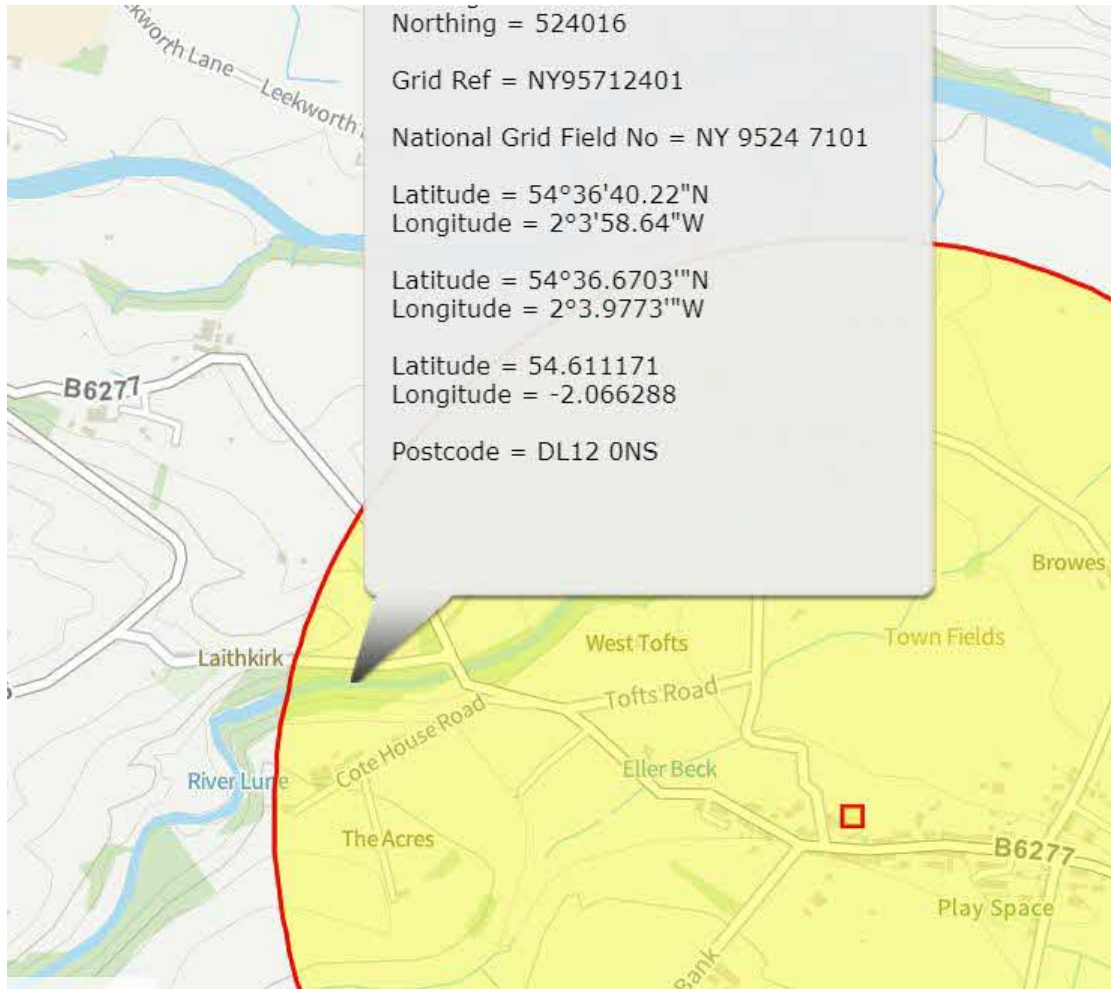 Northing = 524016
Grid Ref = NY95712401
National Grid Field No = NY 9524 7101
Latitude = 54°36'40.22"N
Longitude = 2°3'58.64"W
Latitude = 54°36.6703'"N
Longitude = 2°3.9773'"W
Latitude = 54.611171
Longitude = -2.066288
Postcode = DL12 0NS
Leekworth
B6277
Browes
West Tofts
Town Fields
Laithkirk
Tofts Road
Cote House Road
River Lune
Eller Beck
The Acres
B6277
Play Space
Bank